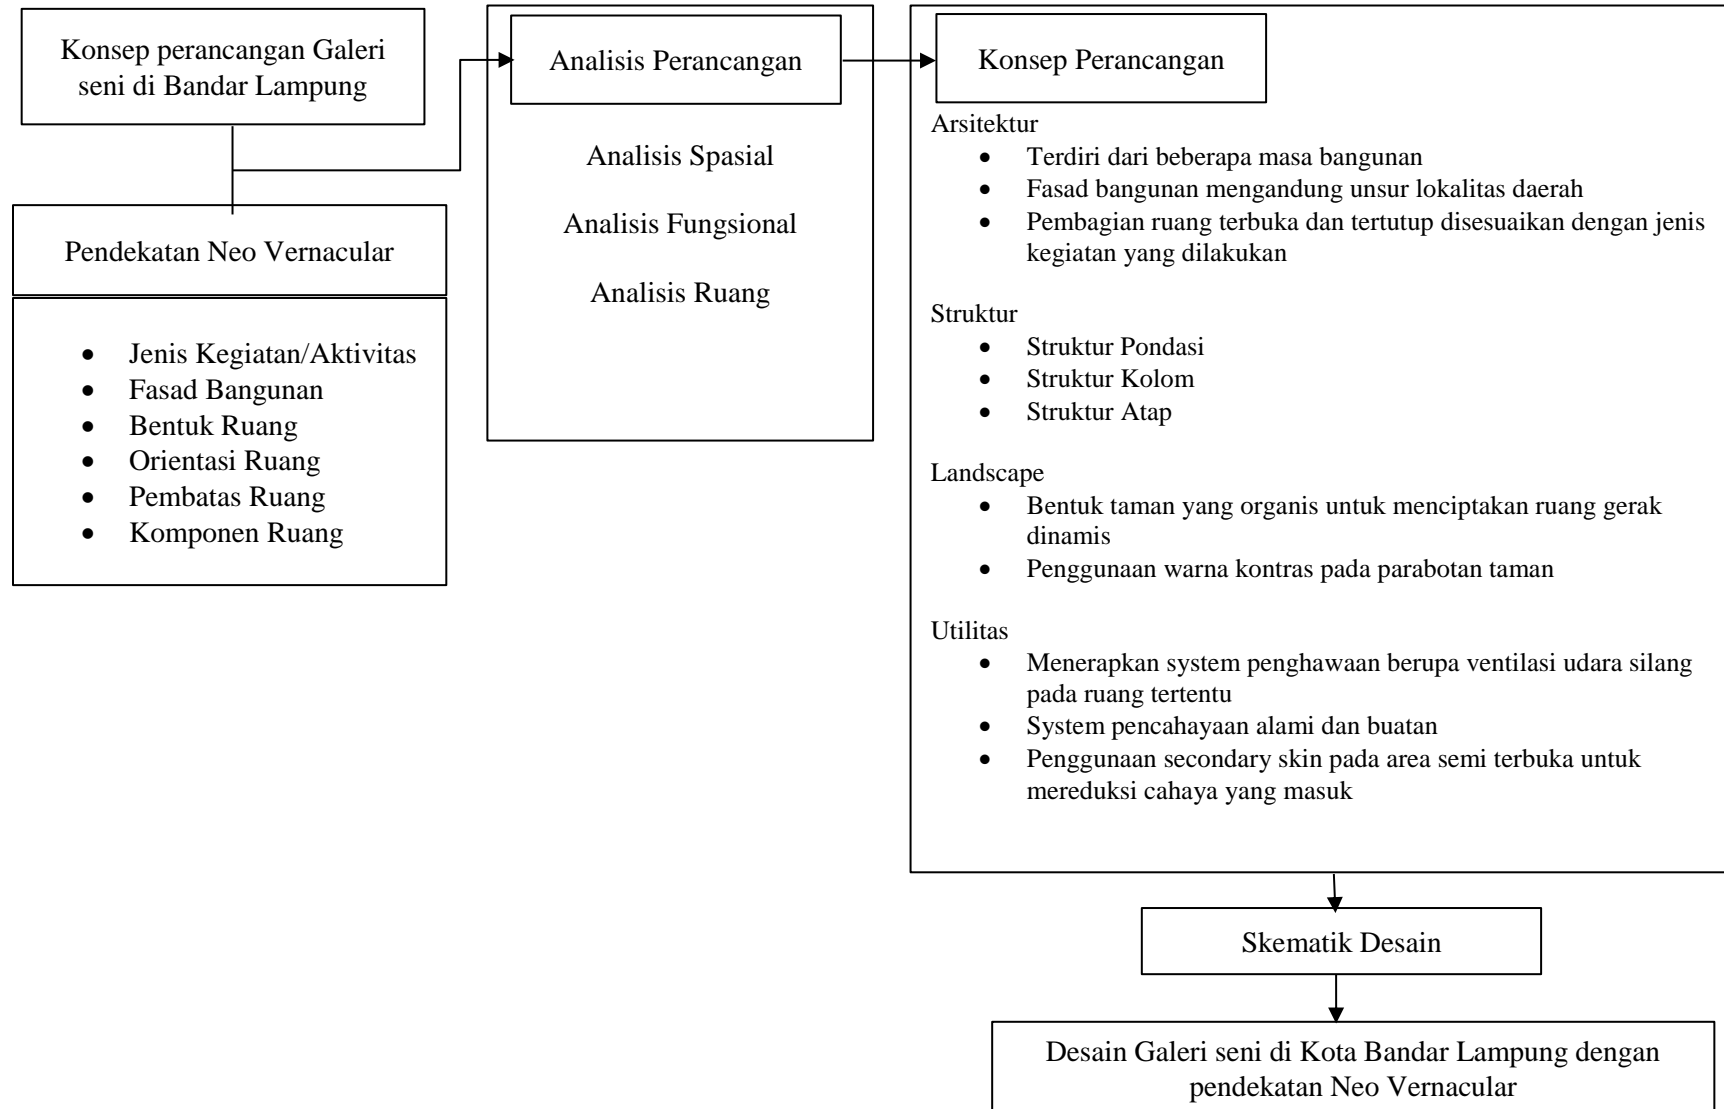 Konsep perancangan Galeri
seni di Bandar Lampung
Pendekatan Neo Vernacular
• Jenis Kegiatan/Aktivitas
• Fasad Bangunan
• Bentuk Ruang
• Orientasi Ruang
• Pembatas Ruang
• Komponen Ruang
Analisis Perancangan
Analisis Spasial
Analisis Fungsional
Analisis Ruang
Konsep Perancangan
Arsitektur
• Terdiri dari beberapa masa bangunan
• Fasad bangunan mengandung unsur lokalitas daerah
• Pembagian ruang terbuka dan tertutup disesuaikan dengan jenis
kegiatan yang dilakukan
Struktur
• Struktur Pondasi
• Struktur Kolom
• Struktur Atap
Landscape
• Bentuk taman yang organis untuk menciptakan ruang gerak
dinamis
• Penggunaan warna kontras pada parabotan taman
Utilitas
• Menerapkan system penghawaan berupa ventilasi udara silang
pada ruang tertentu
• System pencahayaan alami dan buatan
• Penggunaan secondary skin pada area semi terbuka untuk
mereduksi cahaya yang masuk
Skematik Desain
Desain Galeri seni di Kota Bandar Lampung dengan
pendekatan Neo Vernacular